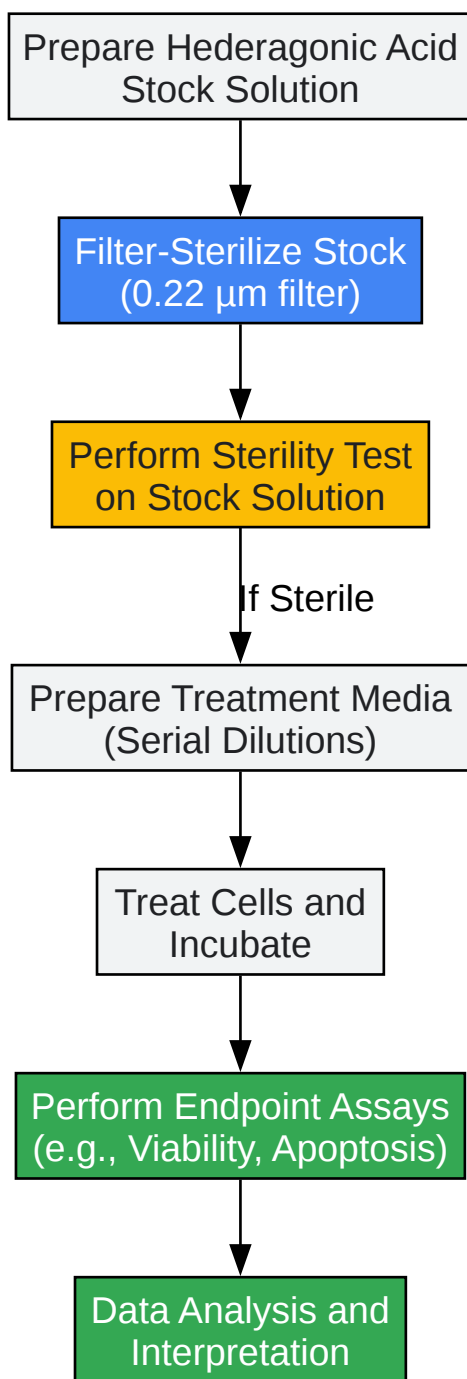 Prepare Hederagonic Acid
Stock Solution
Filter-Sterilize Stock
(0.22 µm filter)
Perform Sterility Test
on Stock Solution
If Sterile
Prepare Treatment Media
(Serial Dilutions)
Treat Cells and
Incubate
Perform Endpoint Assays
(e.g., Viability, Apoptosis)
Data Analysis and
Interpretation